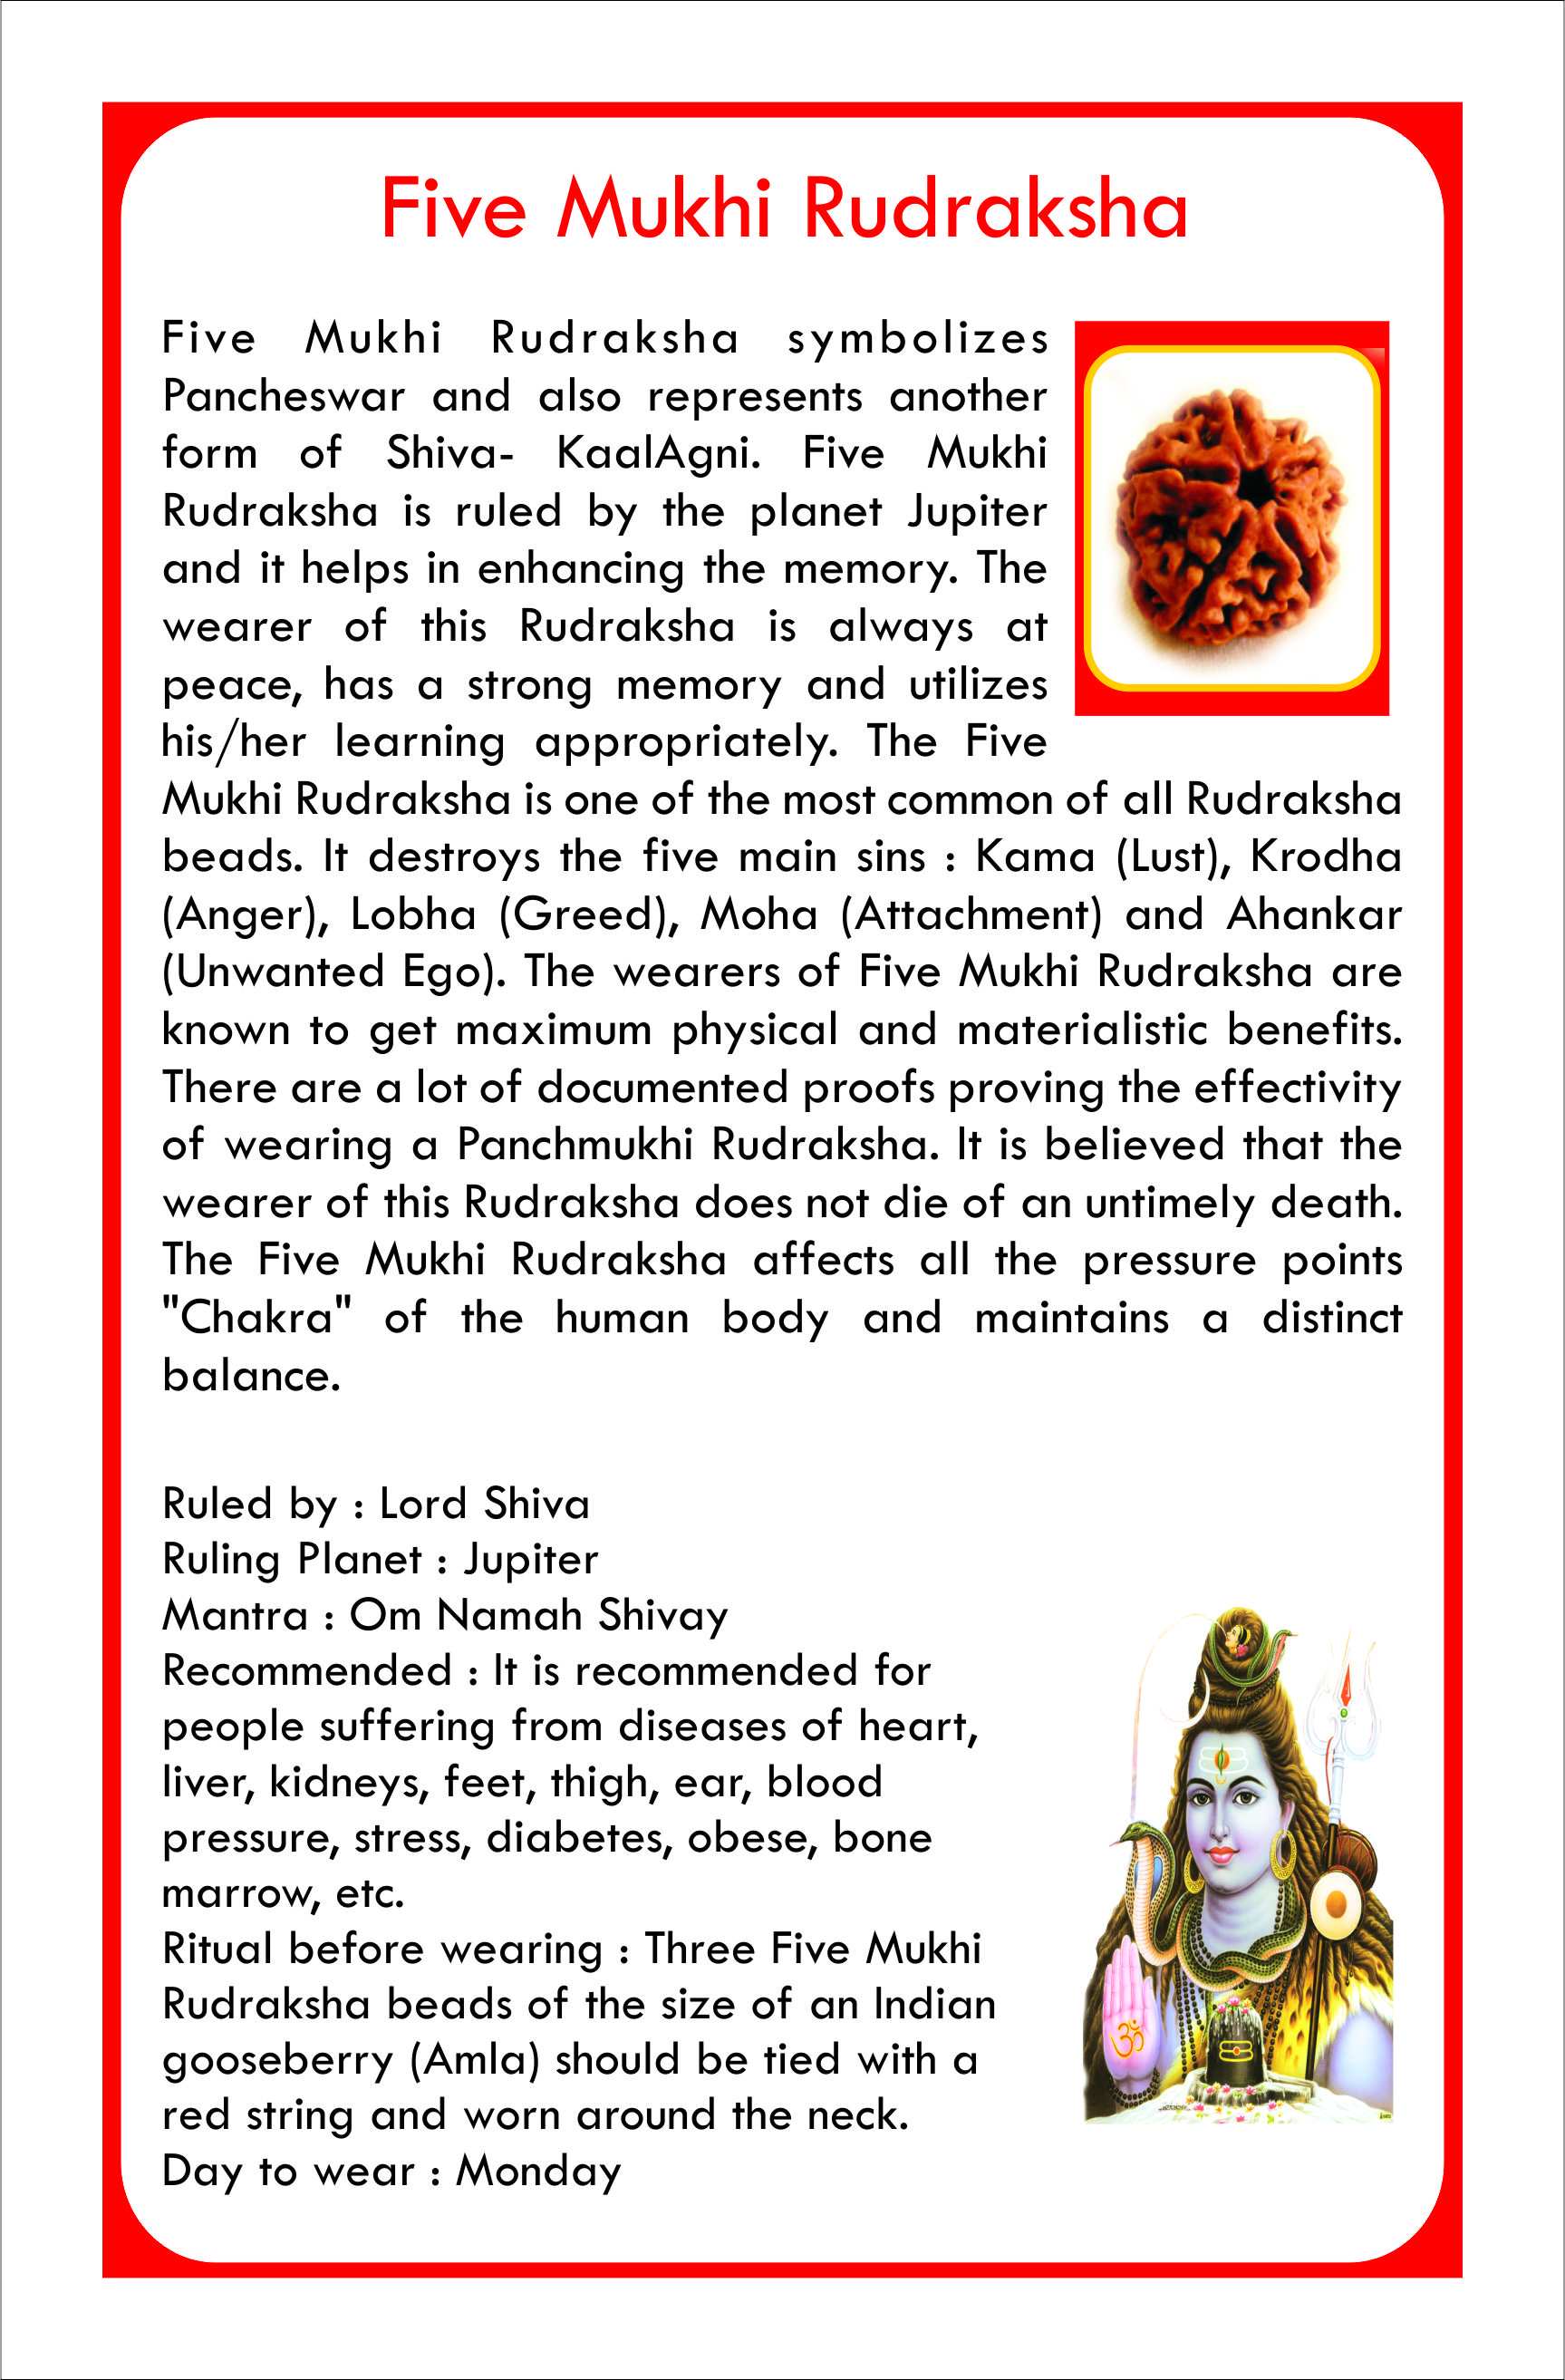 Five Mukhi Rudraksha
Five Mukhi Rudraksha symbolizes
Pancheswar and also represents another
form of Shiva- KaalAgni. Five Mukhi
Rudraksha is ruled by the planet Jupiter
and it helps in enhancing the memory. The
wearer of this Rudraksha is always at
peace, has a strong memory and utilizes
his/her learning appropriately. The Five
Mukhi Rudraksha is one of the most common of all Rudraksha
beads. It destroys the five main sins : Kama (Lust), Krodha
(Anger), Lobha (Greed), Moha (Attachment) and Ahankar
(Unwanted Ego). The wearers of Five Mukhi Rudraksha are
known to get maximum physical and materialistic benefits.
There are a lot of documented proofs proving the effectivity
of wearing a Panchmukhi Rudraksha. It is believed that the
wearer of this Rudraksha does not die of an untimely death.
The Five Mukhi Rudraksha affects all the pressure points
"Chakra" of the human body and maintains a distinct
balance.
Ruled by : Lord Shiva
Ruling Planet : Jupiter
Mantra : Om Namah Shivay
Recommended : It is recommended for
people suffering from diseases of heart,
liver, kidneys, feet, thigh, ear, blood
pressure, stress, diabetes, obese, bone
marrow, etc.
Ritual before wearing : Three Five Mukhi
Rudraksha beads of the size of an Indian
gooseberry (Amla) should be tied with a
red string and worn around the neck.
Day to wear : Monday
ॐ